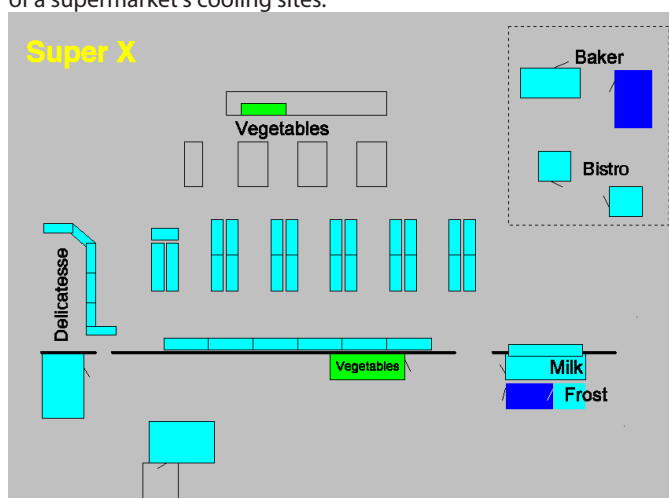 of a supermarket's cooling sites.
Super X
Baker
Vegetables
Bistro
Delicatesse
Vegetables
Milk
Frost